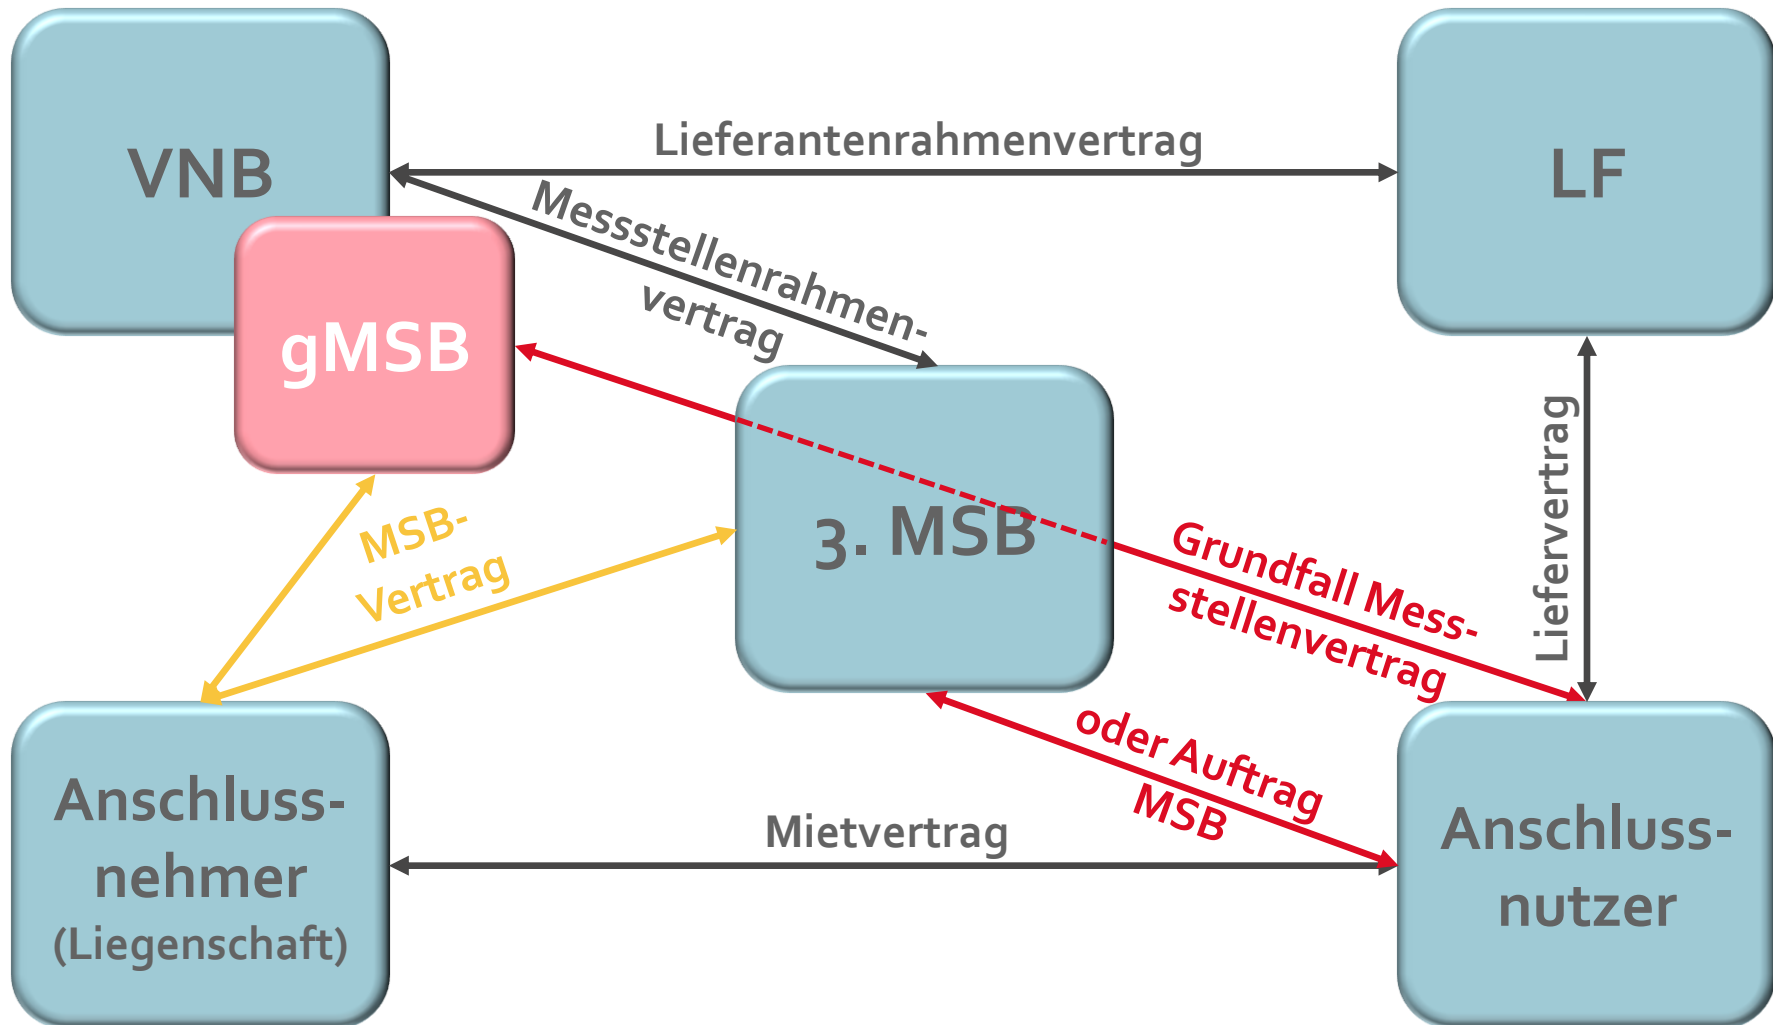 VNB
Lieferantenrahmenvertrag
LF
Messstellenrahmen-
vertrag
gMSB
3. MSB
MSB-
Vertrag
Grundfall Mess-
stellenvertrag
Liefervertrag
oder Auftrag
MSB
Anschluss-
nehmer
(Liegenschaft)
Mietvertrag
Anschluss-
nutzer